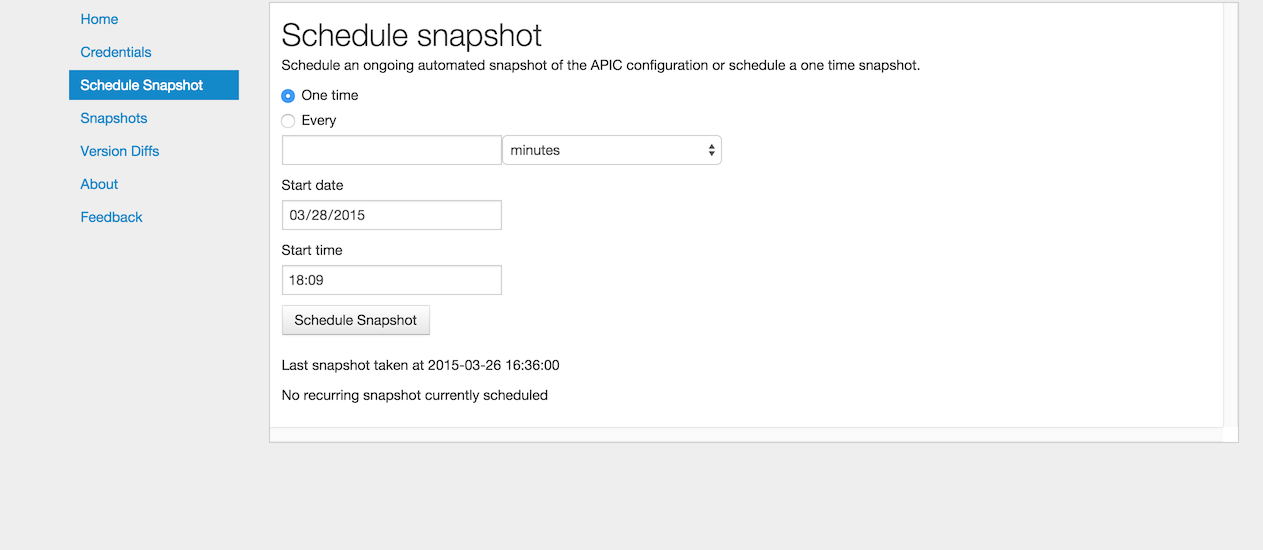 Home
Credentials
Schedule Snapshot
Snapshots
Version Diffs
About
Feedback
Schedule snapshot
Schedule an ongoing automated snapshot of the APIC configuration or schedule a one time snapshot.
One time
Every
minutes
Start date
03/28/2015
Start time
18:09
Schedule Snapshot
Last snapshot taken at 2015-03-26 16:36:00
No recurring snapshot currently scheduled